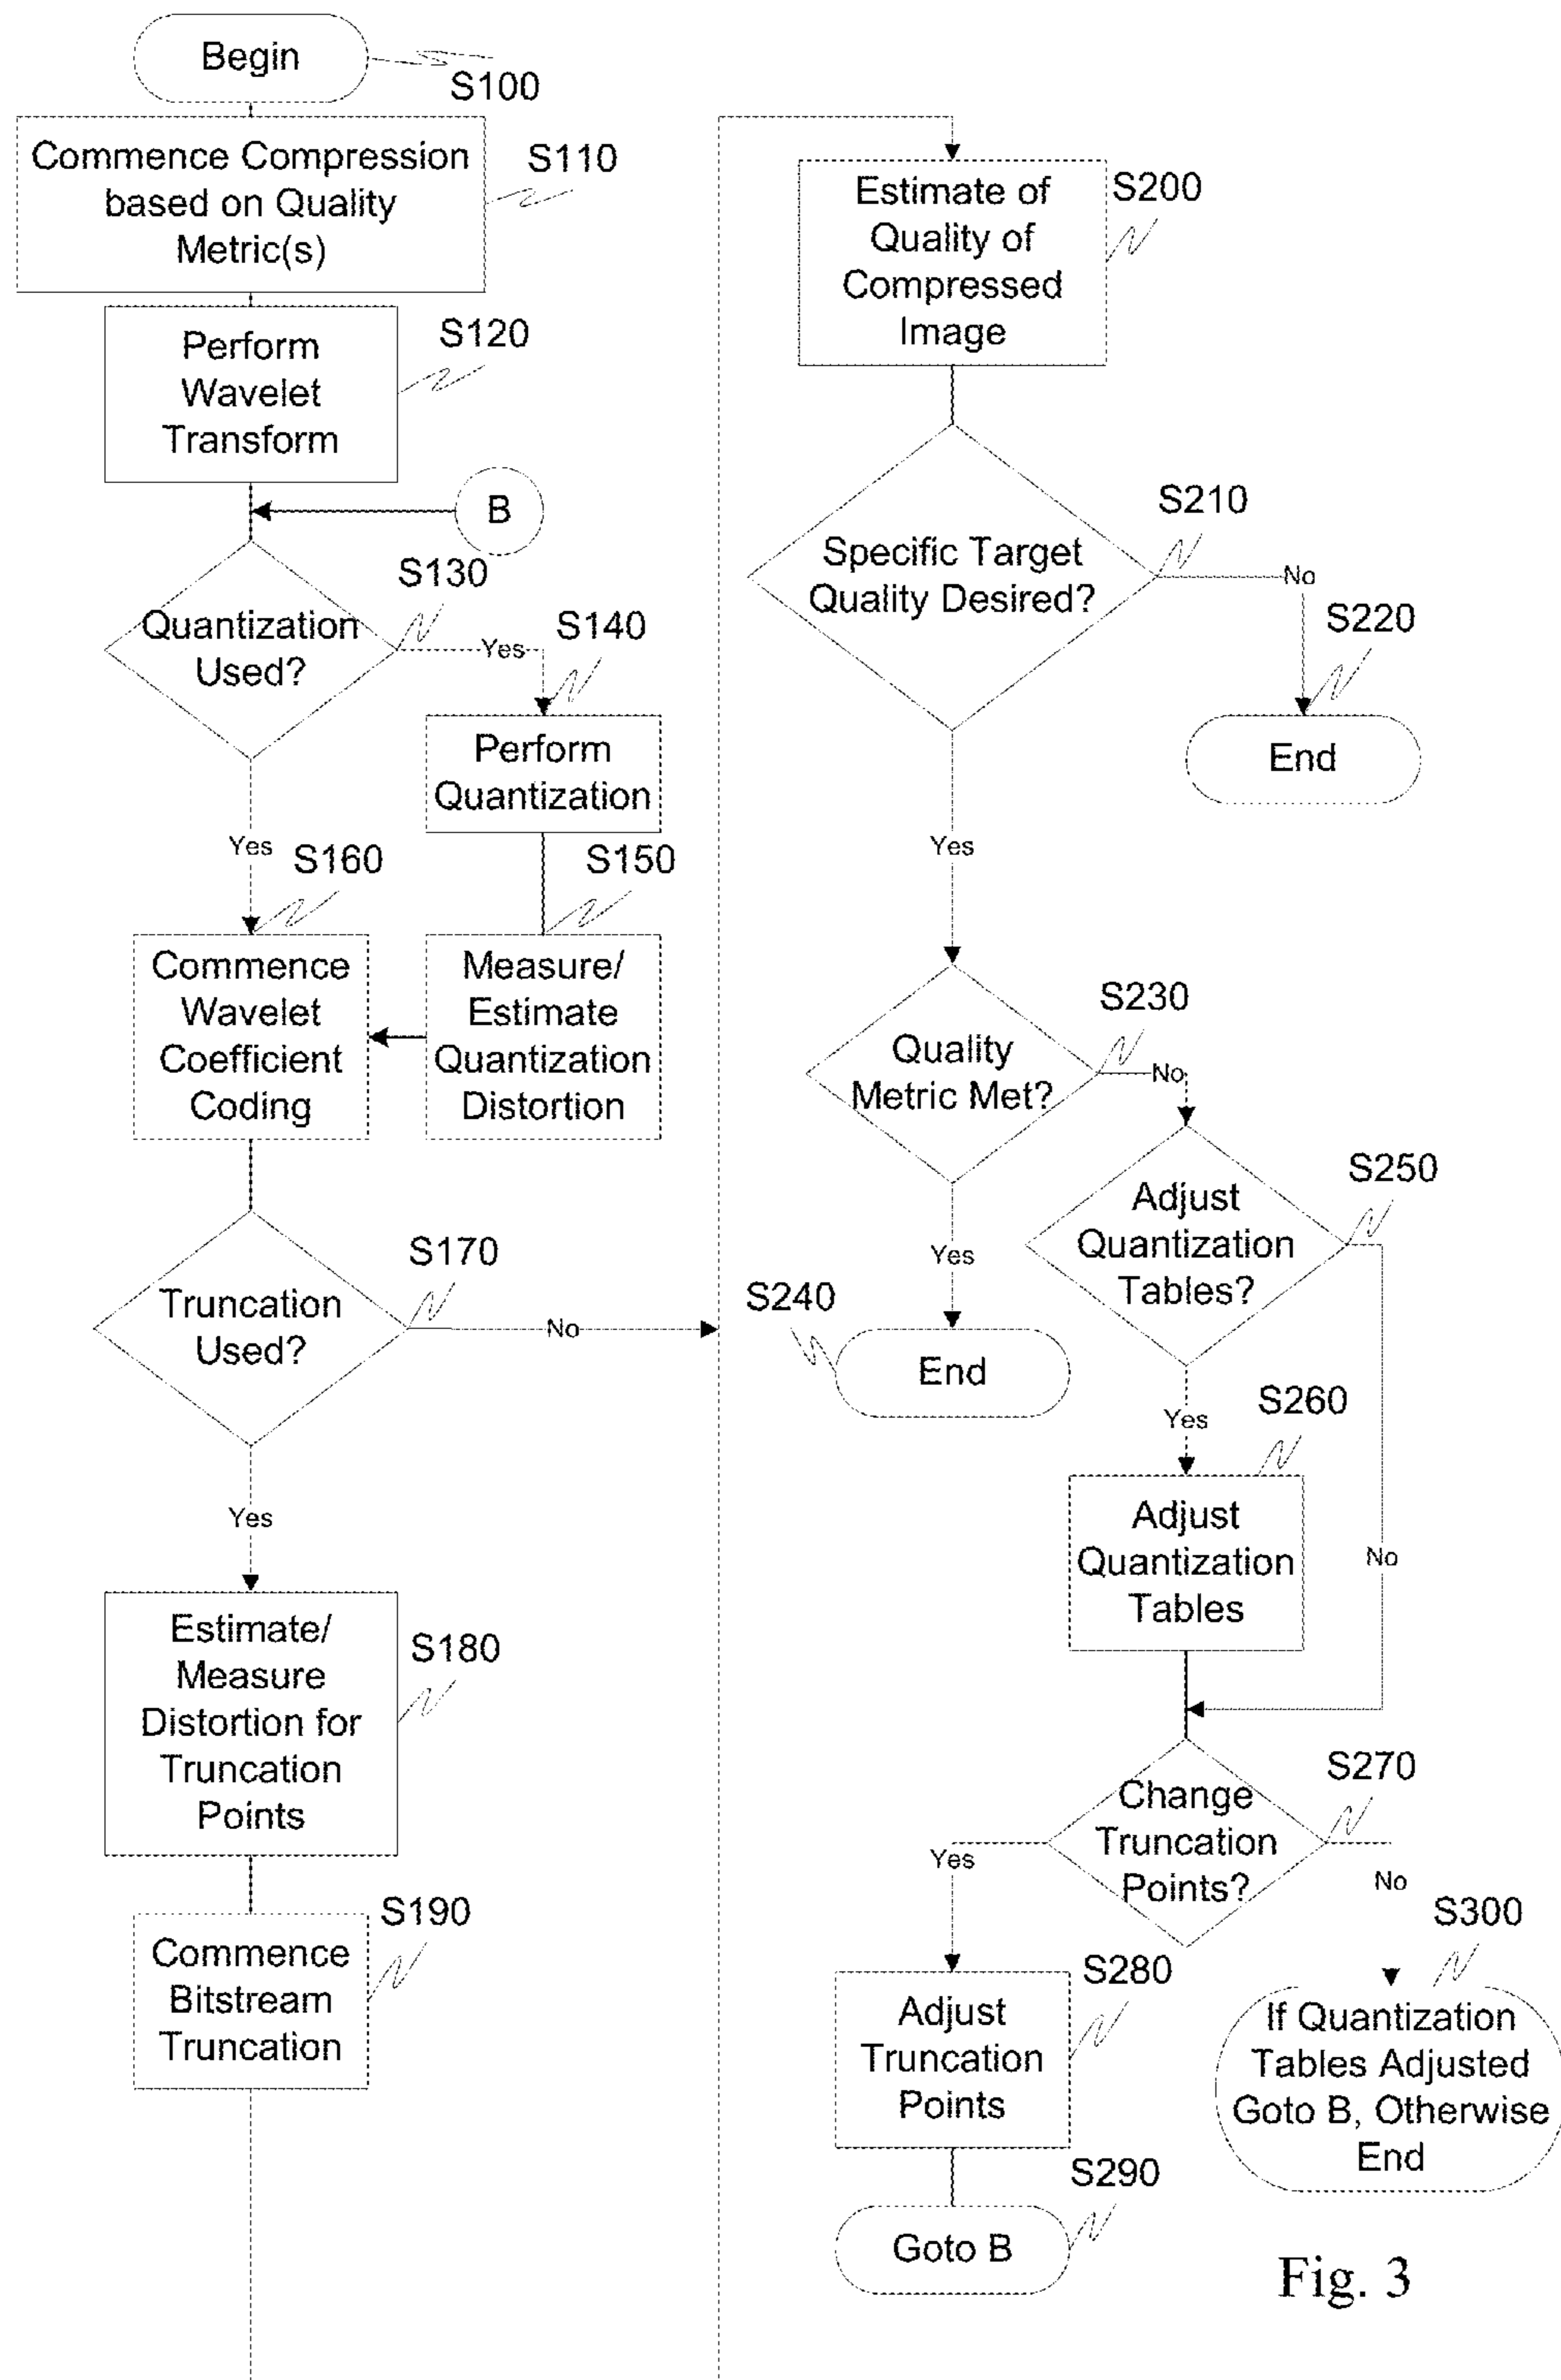 Begin
S100
Commence Compression
based on Quality
Metric(s)
S110
Perform
Wavelet
Transform
S120
B
Quantization
Used?
S130
Yes
S140
Perform
Quantization
Yes
S160
S150
Commence
Wavelet
Coefficient
Coding
Measure/
Estimate
Quantization
Distortion
Truncation
Used?
S170
No
Yes
Estimate/
Measure
Distortion for
Truncation
Points
S180
S190
Commence
Bitstream
Truncation
Estimate of
Quality of
Compressed
Image
S200
Specific Target
Quality Desired?
S210
No
S220
End
Yes
Quality
Metric Met?
S230
No
Yes
S240
End
Adjust
Quantization
Tables?
S250
Yes
S260
Adjust
Quantization
Tables
No
Change
Truncation
Points?
S270
Yes
No
S280
Adjust
Truncation
Points
S300
If Quantization
Tables Adjusted
Goto B, Otherwise
End
S290
Goto B
Fig. 3